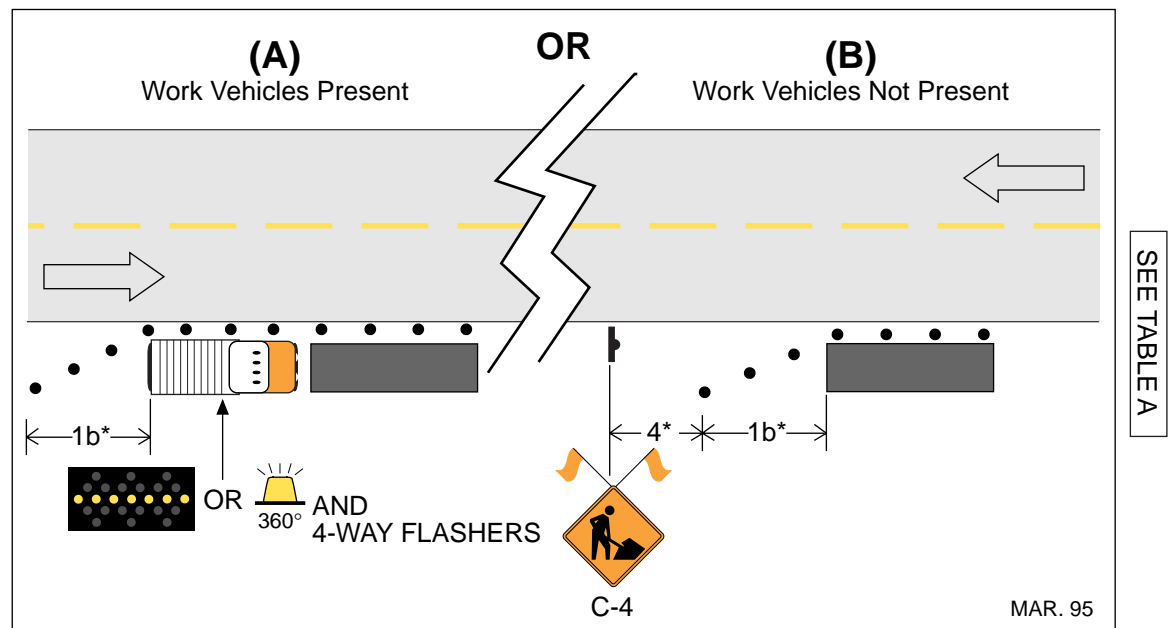 (A)
OR
(B)
Work Vehicles Present
Work Vehicles Not Present
SEE TABLE A
1b*
4*
1b*
OR
360°
AND
4-WAY FLASHERS
C-4
MAR. 95